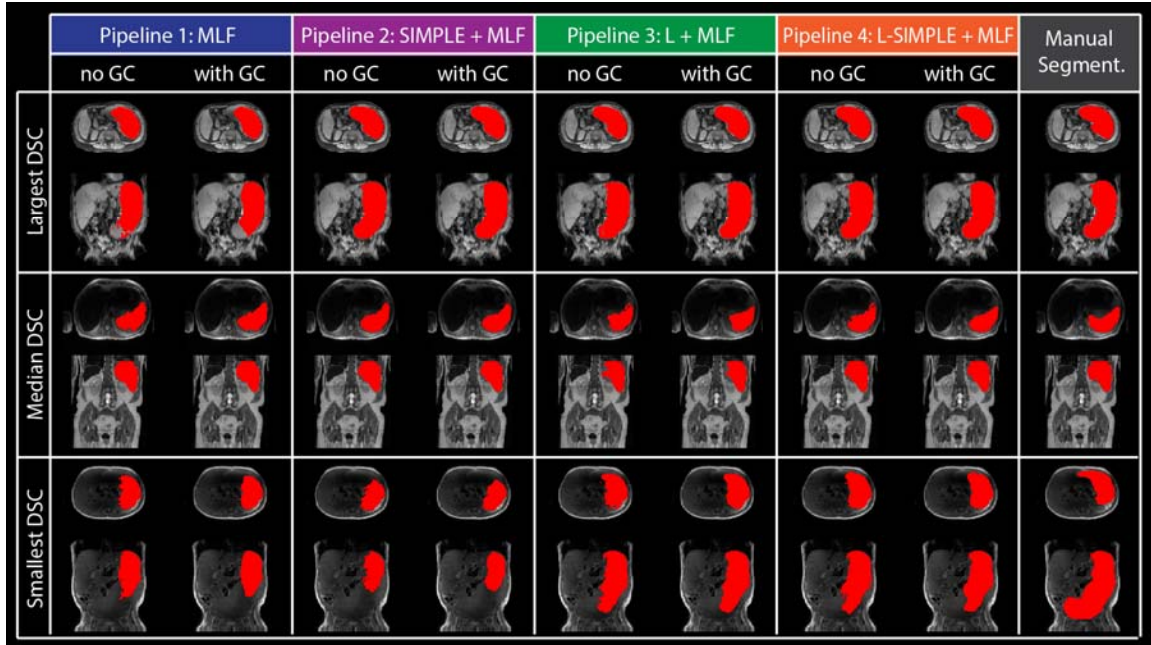 Pipeline 1: MLF
Pipeline 2: SIMPLE + MLF
Pipeline 3: L + MLF
Pipeline 4: L-SIMPLE + MLF
Manual
Segment.
no GC
with GC
no GC
with GC
no GC
with GC
no GC
with GC
Largest DSC
Median DSC
Smallest DSC